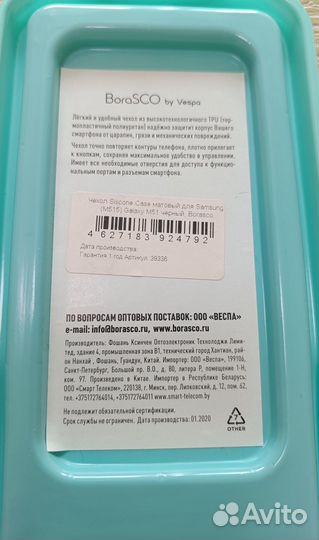 BoraSCO by Vespa
Лёгкий и удобный чехол из высокотехнологичного TPU (тер-
мопластичный полиуретан) надёжно защитит корпус Вашего
смартфона от царапин, грязи и механических повреждений.
Чехол точно повторяет контуры телефона, плотно прилегает
к кнопкам, сохраняя максимальное удобство в управлении.
Имеет все необходимые отверстия для доступа к функцио-
нальным портам и разъемам смартфона.
Чехол Silicone Case матовый для Samsung
(M515) Galaxy M51 черный, Borasco
4 627183 924792
Дата производства:
Гарантия 1 год Артикул: 39336
ПО ВОПРОСАМ ОПТОВЫХ ПОСТАВОК: ООО «ВЕСПА»
e-mail: info@borasco.ru, www.borasco.ru
Производитель: Фошань Ксинчен Оптоэлектроник Технолоджи Лими-
тед, здание 4, промышленная зона B1, технический город Хантиан, рай-
он Нанхай, Фошань, Гуандун, Китай. Импортер: ООО «Веспа», 199106,
Санкт-Петербург, Большой пр. В.О., д. 80, литера Р, помещение 1-Н,
ком. 97. Произведено в Китае. Импортер в Республике Беларусь:
ООО «Смарт Телеком», 220138, г. Минск, пер. Липковский, д. 12, пом. 62,
тел. +375172764014, +375172764011 www.smart-telecom.by
Не подлежит обязательной сертификации.
Срок службы не ограничен. Дата производства: 01.2020
7
OTHER
Avito